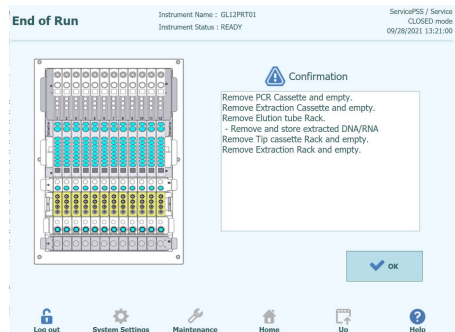 End of Run
Instrument Name : GL12PRT01
Instrument Status : READY
ServicePSS / Service
CLOSED mode
09/28/2021 13:21:00
Confirmation
Remove PCR Cassette and empty.
Remove Extraction Cassette and empty.
Remove Elution tube Rack.
- Remove and store extracted DNA/RNA
Remove Tip cassette Rack and empty.
Remove Extraction Rack and empty.
OK
Log out
System Settings
Maintenance
Home
Up
Help